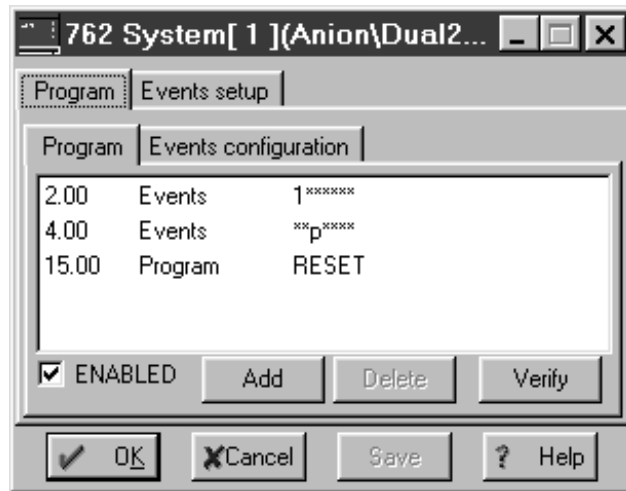 762 System[ 1 ](Anion\Dual2...
Program Events setup
Program Events configuration
2.00 Events 1******
4.00 Events **p****
15.00 Program RESET
ENABLED Add Delete Verify
OK Cancel Save ? Help